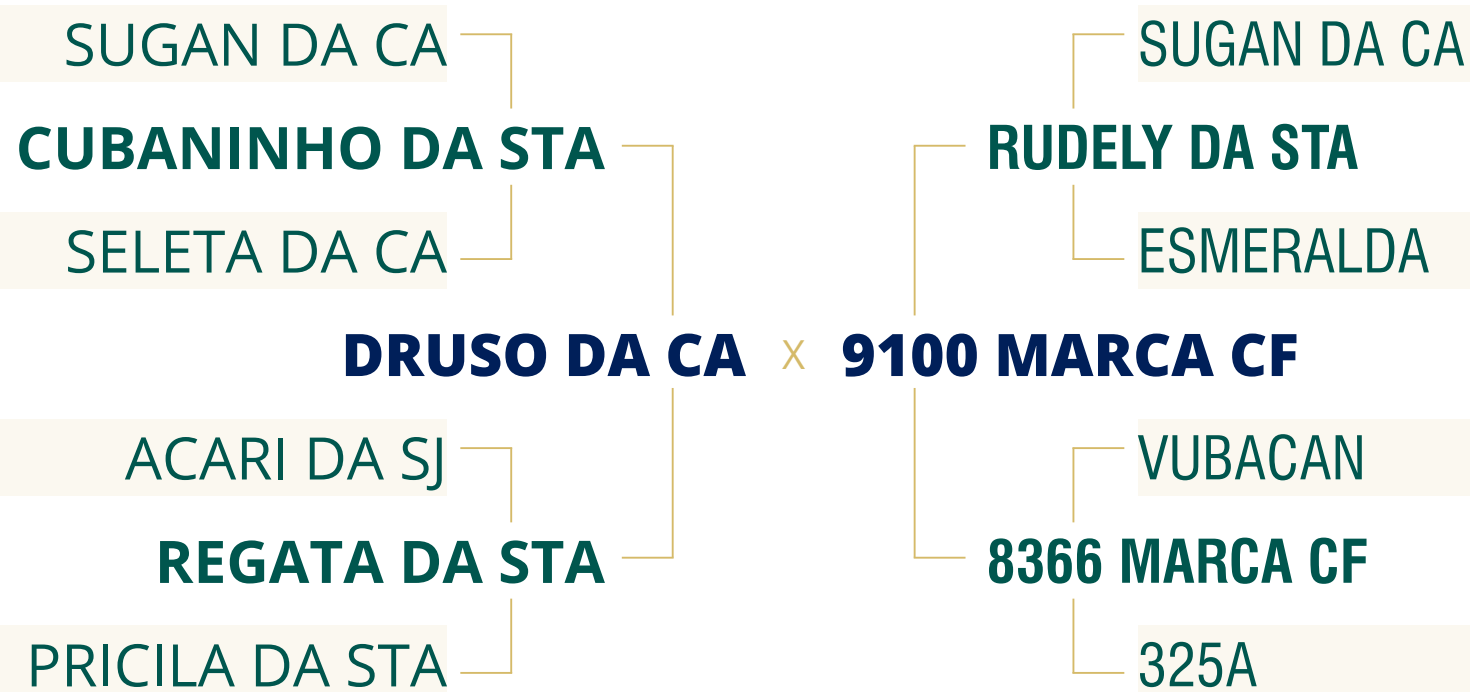 SUGAN DA CA
SUGAN DA CA
CUBANINHO DA STA
RUDELY DA STA
SELETA DA CA
ESMERALDA
DRUSO DA CA X 9100 MARCA CF
ACARI DA SJ
VUBACAN
REGATA DA STA
8366 MARCA CF
PRICILA DA STA
325A